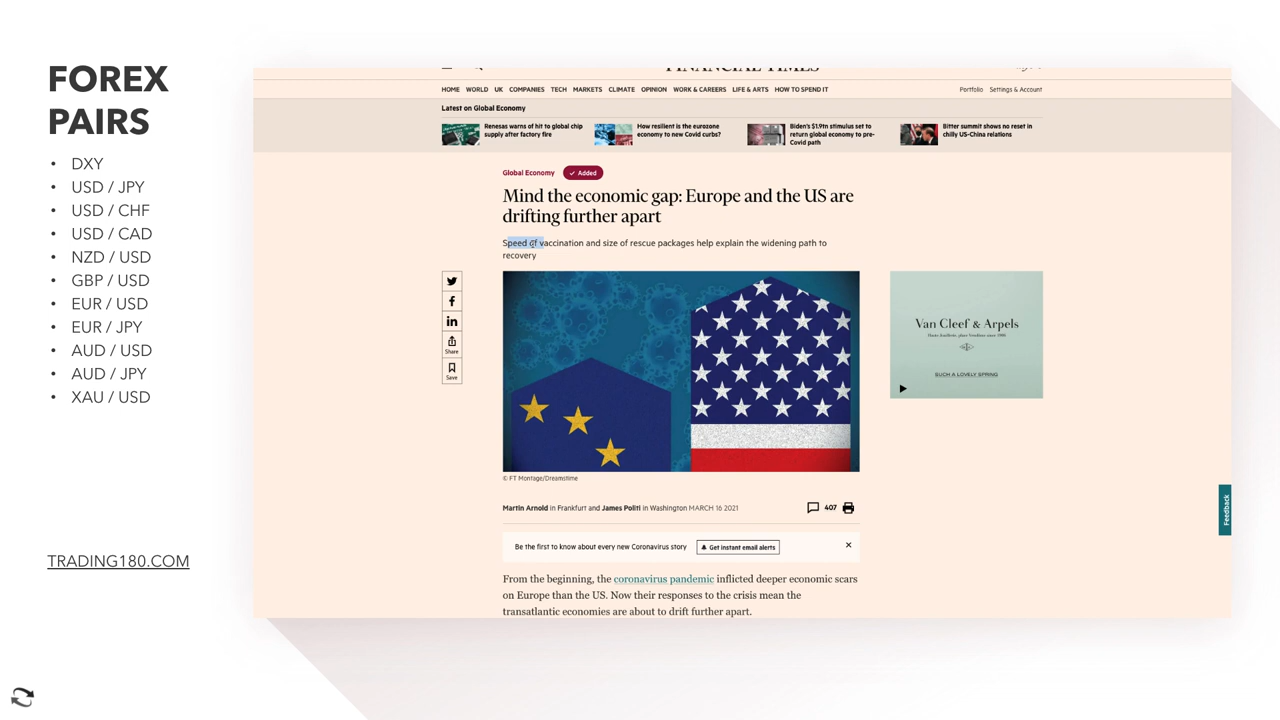 FOREX
PAIRS
• DXY
• USD / JPY
• USD / CHF
• USD / CAD
• NZD / USD
• GBP / USD
• EUR / USD
• EUR / JPY
• AUD / USD
• AUD / JPY
• XAU / USD
TRADING180.COM
FINANCIAL TIMES
HOME WORLD UK COMPANIES TECH MARKETS CLIMATE OPINION WORK & CAREERS LIFE & ARTS HOW TO SPEND IT
Portfolio Settings & Account
Latest on Global Economy
Renesas warns of hit to global chip
supply after factory fire
How resilient is the eurozone
economy to new Covid curbs?
Biden's $1.9tn stimulus set to
return global economy to pre-
Covid path
Bitter summit shows no reset in
chilly US-China relations
Global Economy
Added
Mind the economic gap: Europe and the US are
drifting further apart
Speed of vaccination and size of rescue packages help explain the widening path to
recovery
Share
Save
Van Cleef & Arpels
SUCH A LOVELY SPRING
© FT Montage/Dreamstime
Martin Arnold in Frankfurt and James Politi in Washington MARCH 16 2021
407
Feedback
Be the first to know about every new Coronavirus story
Get instant email alerts
From the beginning, the coronavirus pandemic inflicted deeper economic scars
on Europe than the US. Now their responses to the crisis mean the
transatlantic economies are about to drift further apart.